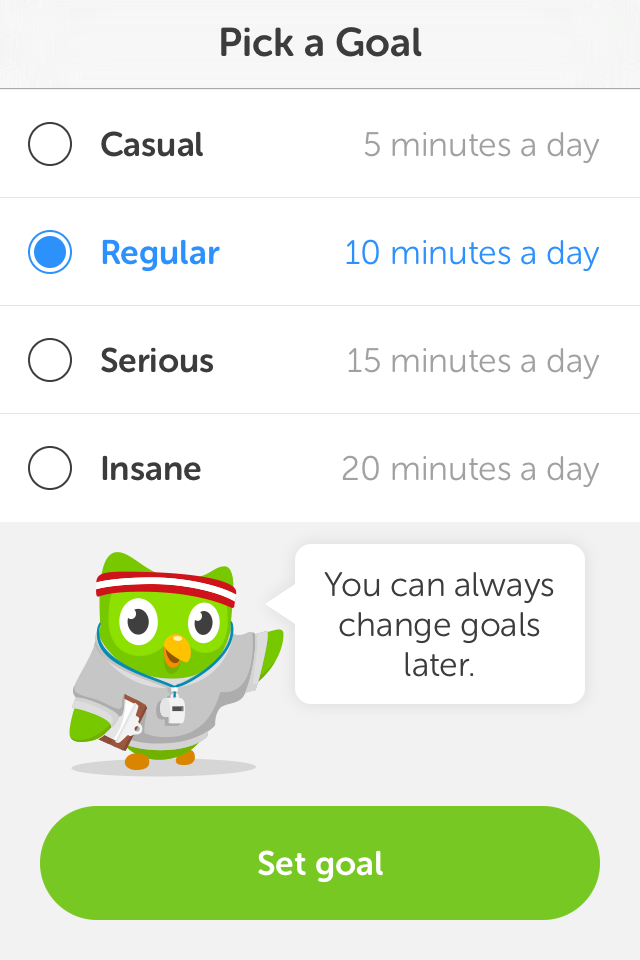 Pick a Goal
Casual 5 minutes a day
Regular 10 minutes a day
Serious 15 minutes a day
Insane 20 minutes a day
You can always
change goals
later.
Set goal